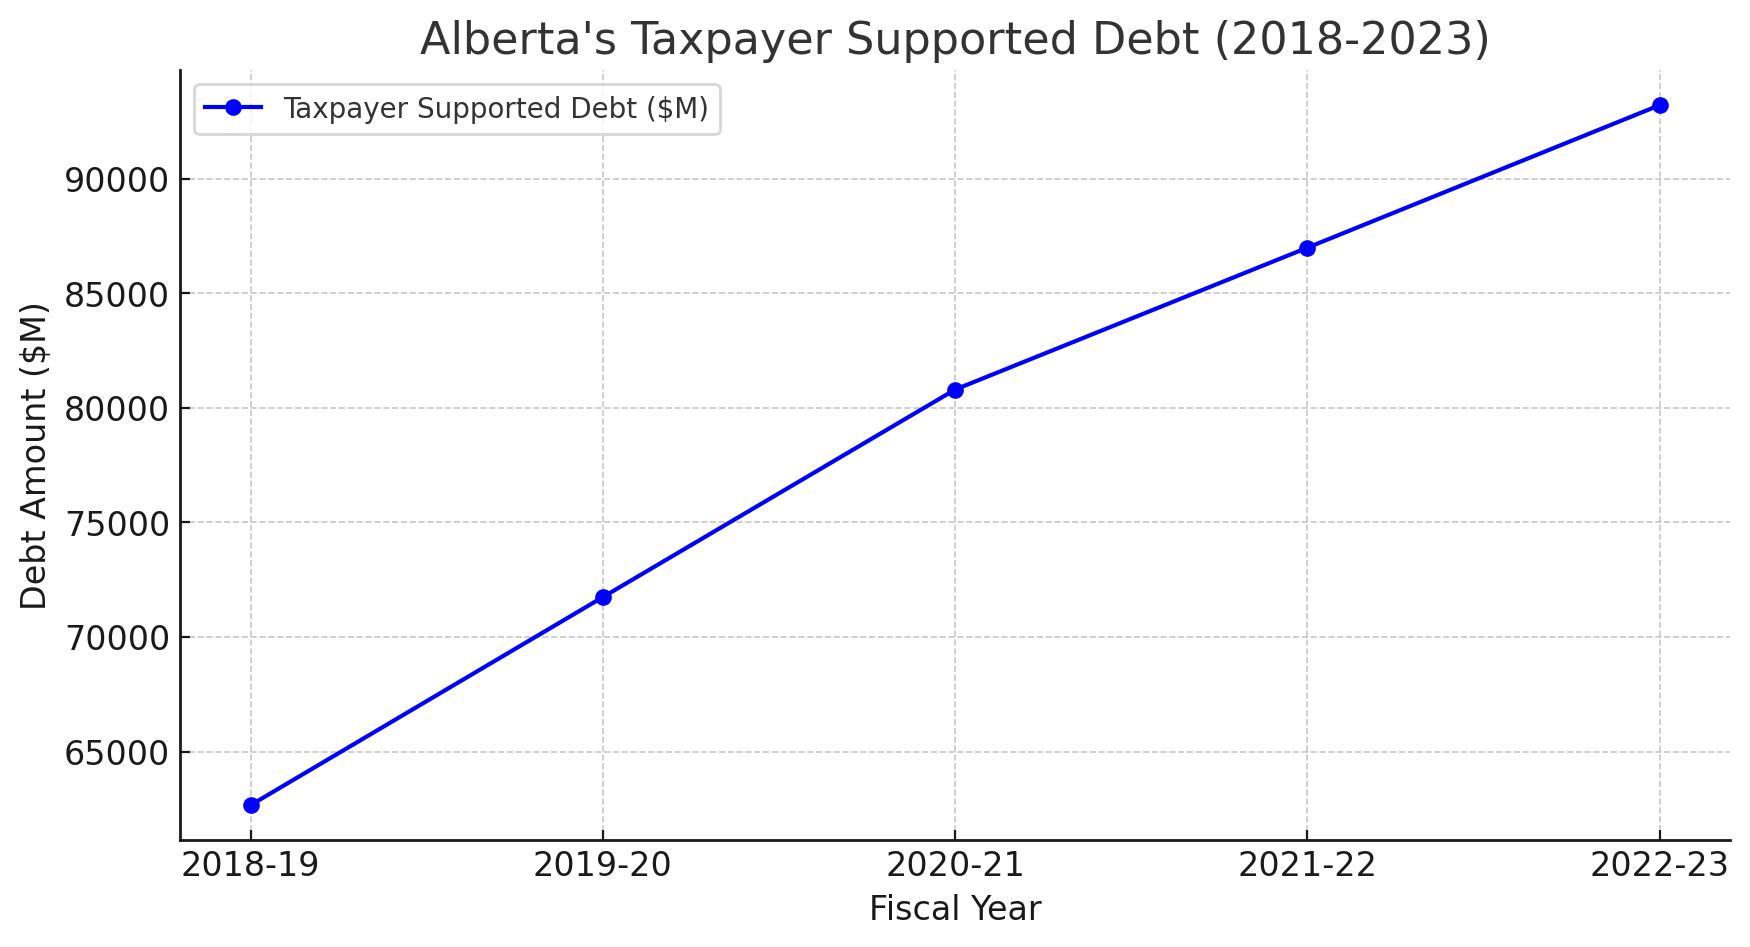 Alberta's Taxpayer Supported Debt (2018-2023)
Taxpayer Supported Debt ($M)
Debt Amount ($M)
90000
85000
80000
75000
70000
65000
2018-19 2019-20 2020-21 2021-22 2022-23
Fiscal Year